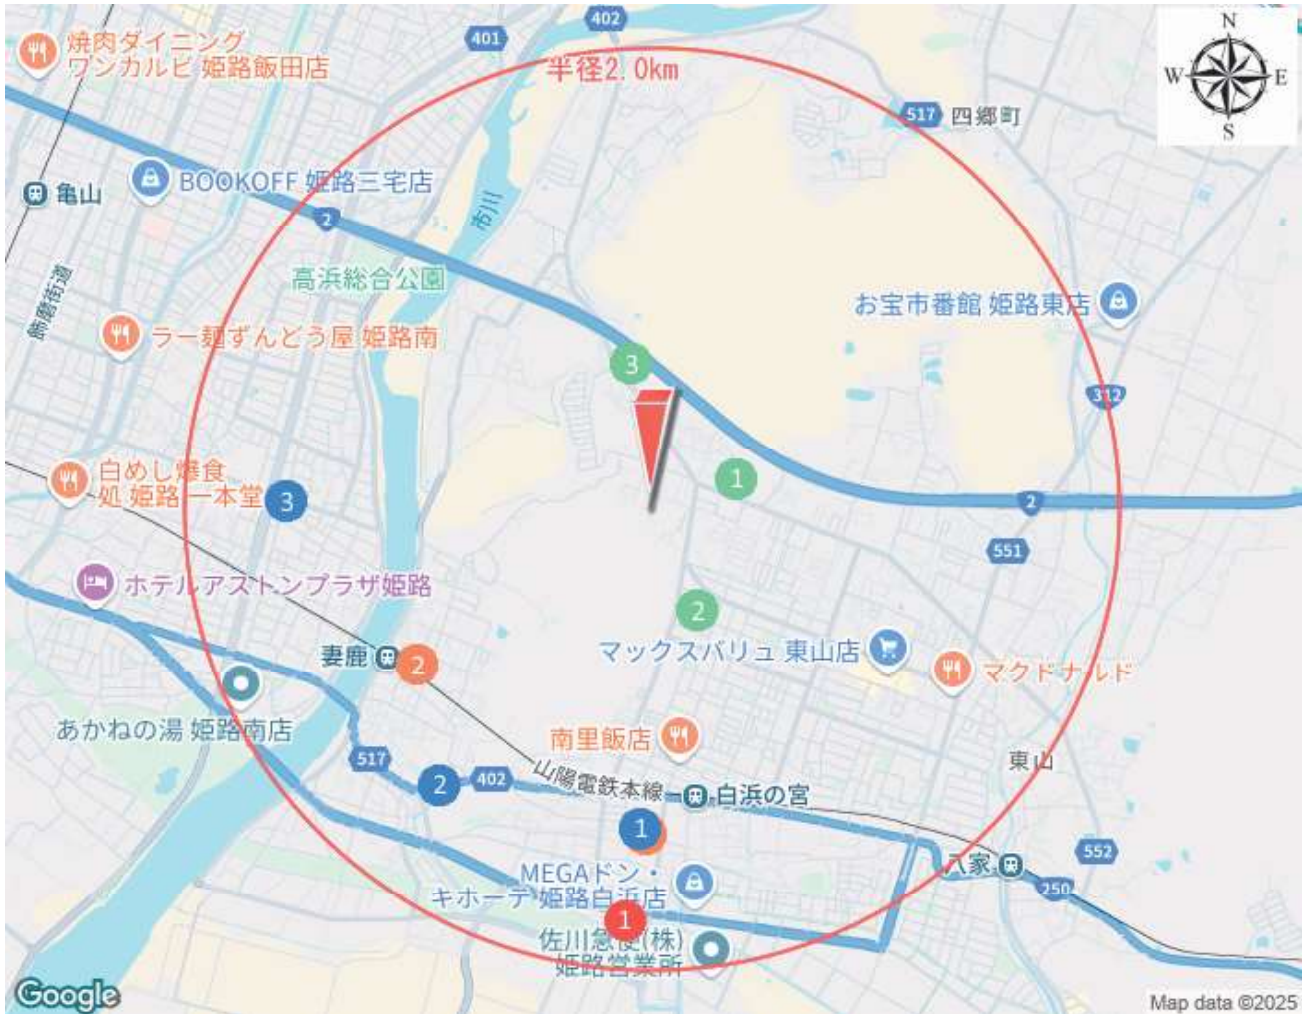 402
401
焼肉ダイニング
ワンカルビ 姫路飯田店
半径2.0km
N
W
E
S
517
四郷町
BOOKOFF 姫路三宅店
亀山
2
市川
高浜総合公園
飾磨街道
お宝市番館 姫路東店
ラー麺ずんどう屋 姫路南
3
312
白めし爆食
処 姫路 一本堂
3
1
2
551
ホテルアストンプラザ姫路
2
マックスバリュ 東山店
妻鹿
2
マクドナルド
あかねの湯 姫路南店
南里飯店
東山
517
2
402
山陽電鉄本線
白浜の宮
1
552
八家
MEGAドン・
キホーテ 姫路白浜店
250
1
佐川急便(株)
姫路営業所
Google
Map data ©2025